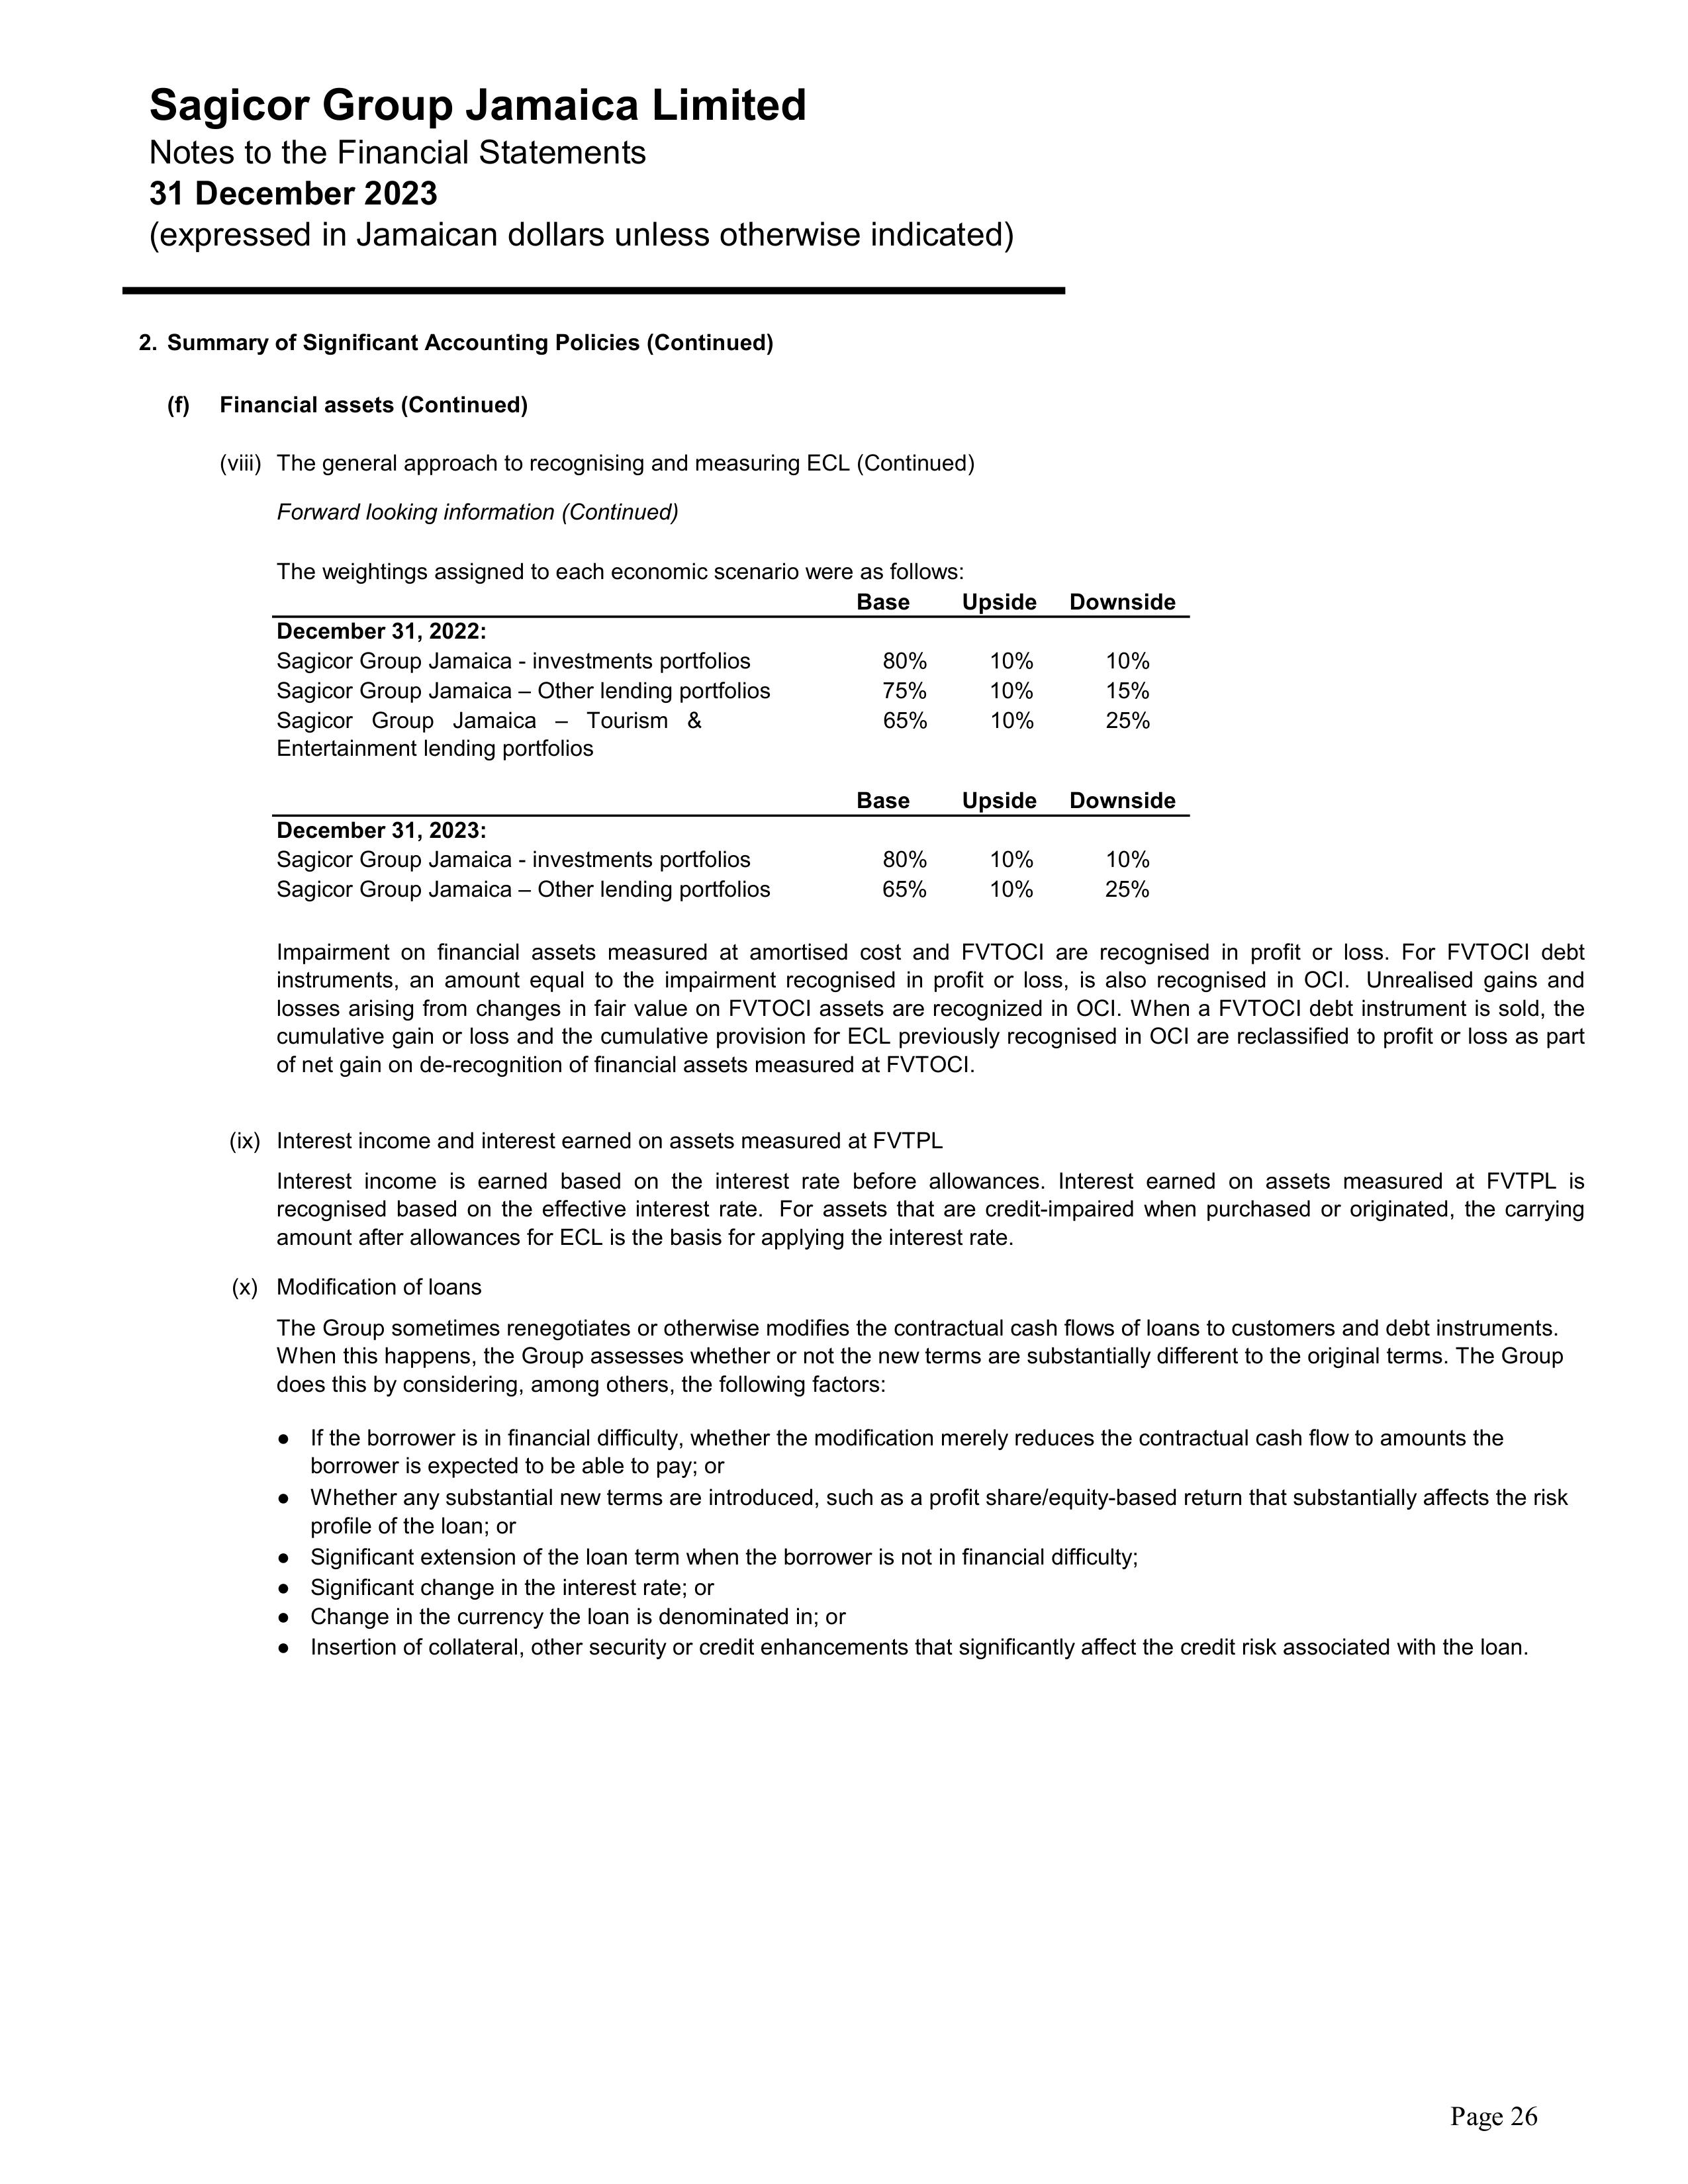 Sagicor Group Jamaica Limited
Notes to the Financial Statements
31 December 2023
(expressed in Jamaican dollars unless otherwise indicated)
2. Summary of Significant Accounting Policies (Continued)
(f) Financial assets (Continued)
(viii) The general approach to recognising and measuring ECL (Continued)
Forward looking information (Continued)
The weightings assigned to each economic scenario were as follows:
Base Upside Downside
December 31, 2022:
Sagicor Group Jamaica - investments portfolios 80% 10% 10%
Sagicor Group Jamaica – Other lending portfolios 75% 10% 15%
Sagicor Group Jamaica – Tourism & 65% 10% 25%
Entertainment lending portfolios
Base Upside Downside
December 31, 2023:
Sagicor Group Jamaica - investments portfolios 80% 10% 10%
Sagicor Group Jamaica – Other lending portfolios 65% 10% 25%
Impairment on financial assets measured at amortised cost and FVTOCI are recognised in profit or loss. For FVTOCI debt
instruments, an amount equal to the impairment recognised in profit or loss, is also recognised in OCI. Unrealised gains and
losses arising from changes in fair value on FVTOCI assets are recognized in OCI. When a FVTOCI debt instrument is sold, the
cumulative gain or loss and the cumulative provision for ECL previously recognised in OCI are reclassified to profit or loss as part
of net gain on de-recognition of financial assets measured at FVTOCI.
(ix) Interest income and interest earned on assets measured at FVTPL
Interest income is earned based on the interest rate before allowances. Interest earned on assets measured at FVTPL is
recognised based on the effective interest rate. For assets that are credit-impaired when purchased or originated, the carrying
amount after allowances for ECL is the basis for applying the interest rate.
(x) Modification of loans
The Group sometimes renegotiates or otherwise modifies the contractual cash flows of loans to customers and debt instruments.
When this happens, the Group assesses whether or not the new terms are substantially different to the original terms. The Group
does this by considering, among others, the following factors:
● If the borrower is in financial difficulty, whether the modification merely reduces the contractual cash flow to amounts the
borrower is expected to be able to pay; or
● Whether any substantial new terms are introduced, such as a profit share/equity-based return that substantially affects the risk
profile of the loan; or
● Significant extension of the loan term when the borrower is not in financial difficulty;
● Significant change in the interest rate; or
● Change in the currency the loan is denominated in; or
● Insertion of collateral, other security or credit enhancements that significantly affect the credit risk associated with the loan.
Page 26